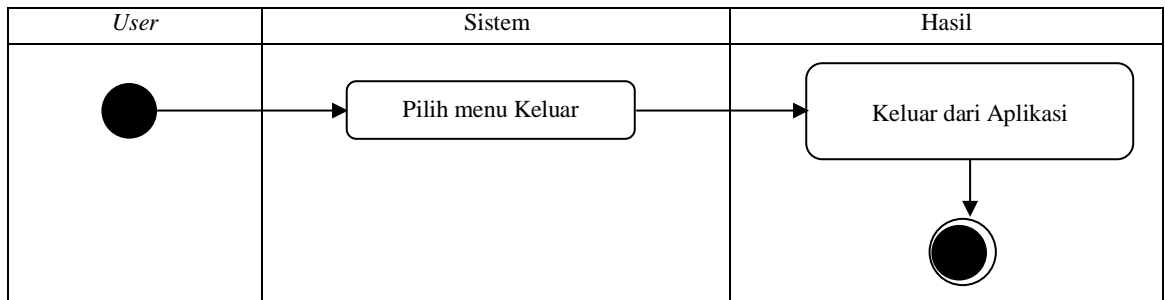 User
Sistem
Hasil
Pilih menu Keluar
Keluar dari Aplikasi